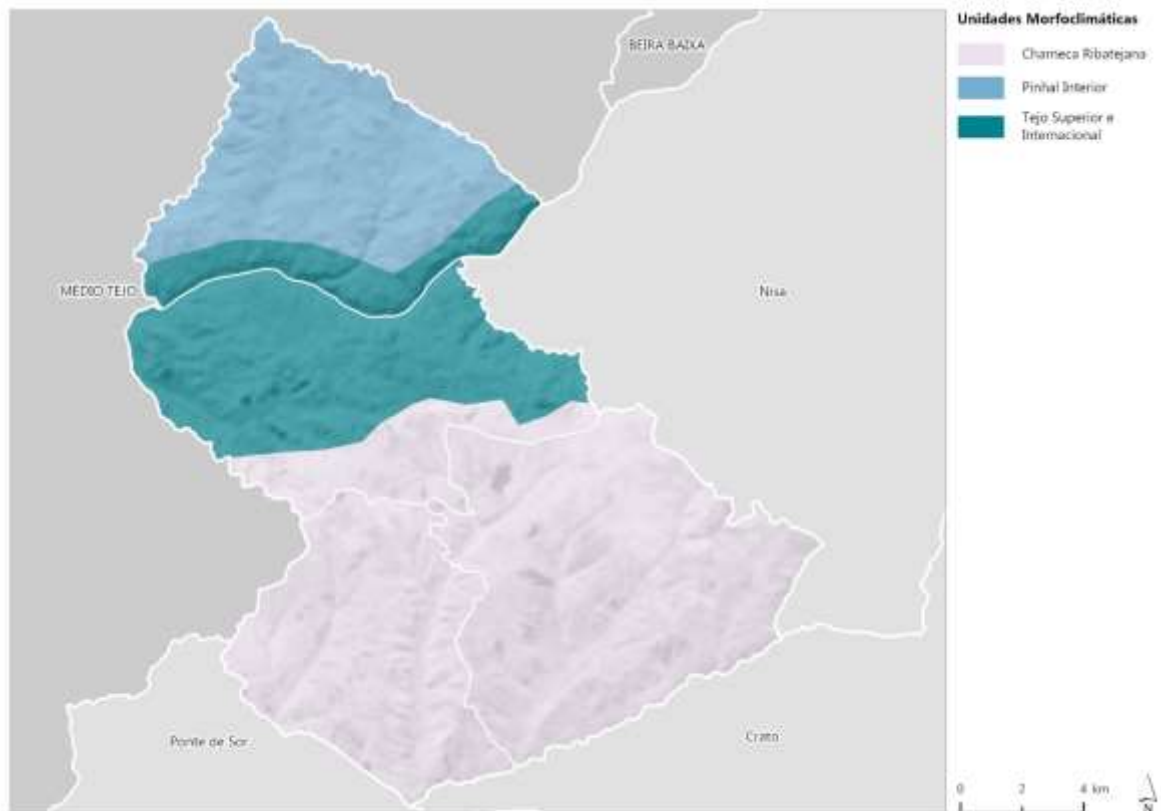 Unidades Morfoclimáticas
Charneca Ribatejana
Pinhal Interior
Tejo Superior e
Internacional
BEIRA BAIXA
MÉDIO TEJO
Nisa
Ponte de Sor
Crato
0 2 4 km
N